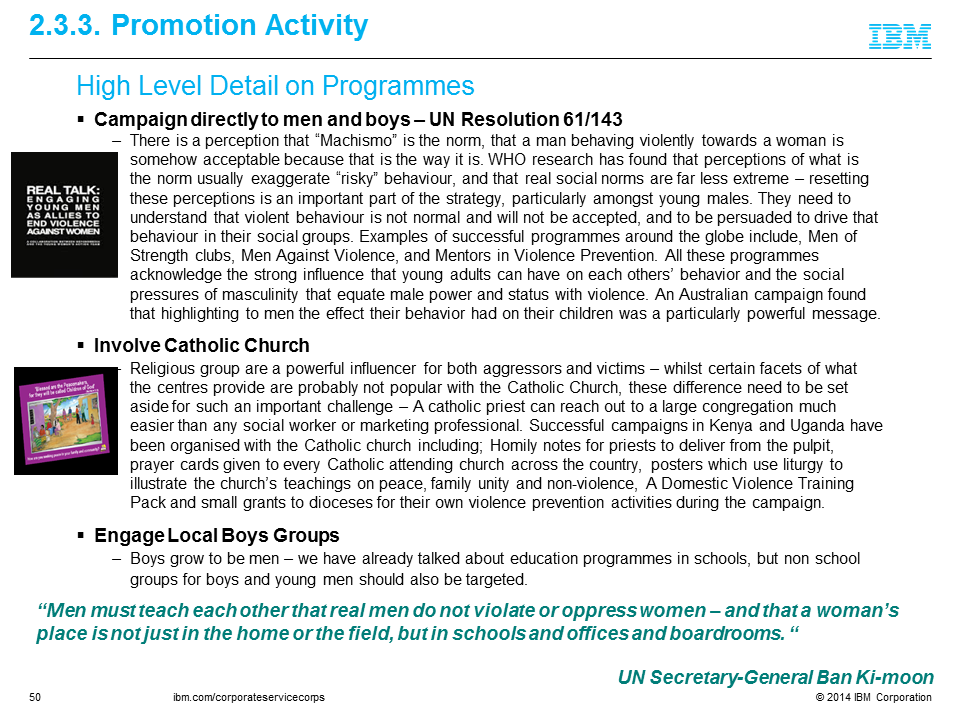 2.3.3. Promotion Activity
IBM
High Level Detail on Programmes
▪ Campaign directly to men and boys – UN Resolution 61/143
– There is a perception that “Machismo” is the norm, that a man behaving violently towards a woman is
somehow acceptable because that is the way it is. WHO research has found that perceptions of what is
the norm usually exaggerate “risky” behaviour, and that real social norms are far less extreme – resetting
these perceptions is an important part of the strategy, particularly amongst young males. They need to
understand that violent behaviour is not normal and will not be accepted, and to be persuaded to drive that
behaviour in their social groups. Examples of successful programmes around the globe include, Men of
Strength clubs, Men Against Violence, and Mentors in Violence Prevention. All these programmes
acknowledge the strong influence that young adults can have on each others’ behavior and the social
pressures of masculinity that equate male power and status with violence. An Australian campaign found
that highlighting to men the effect their behavior had on their children was a particularly powerful message.
REAL TALK:
ENGAGING
YOUNG MEN
AS ALLIES TO
END VIOLENCE
AGAINST WOMEN
▪ Involve Catholic Church
– Religious group are a powerful influencer for both aggressors and victims – whilst certain facets of what
the centres provide are probably not popular with the Catholic Church, these difference need to be set
aside for such an important challenge – A catholic priest can reach out to a large congregation much
easier than any social worker or marketing professional. Successful campaigns in Kenya and Uganda have
been organised with the Catholic church including; Homily notes for priests to deliver from the pulpit,
prayer cards given to every Catholic attending church across the country, posters which use liturgy to
illustrate the church’s teachings on peace, family unity and non-violence, A Domestic Violence Training
Pack and small grants to dioceses for their own violence prevention activities during the campaign.
'Blessed are the Peacemakers,
for they will be called Children of God'
▪ Engage Local Boys Groups
– Boys grow to be men – we have already talked about education programmes in schools, but non school
groups for boys and young men should also be targeted.
“Men must teach each other that real men do not violate or oppress women – and that a woman’s
place is not just in the home or the field, but in schools and offices and boardrooms. “
UN Secretary-General Ban Ki-moon
50
ibm.com/corporateservicecorps
© 2014 IBM Corporation